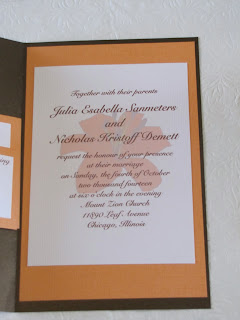 Together with their parents
Julia Esabella Sanmeters
and
Nicholas Kristoff Demett
request the honour of your presence
at their marriage
on Sunday, the fourth of October
two thousand fourteen
at six o clock in the evening
Mount Zion Church
11890 Leaf Avenue
Chicago, Illinois